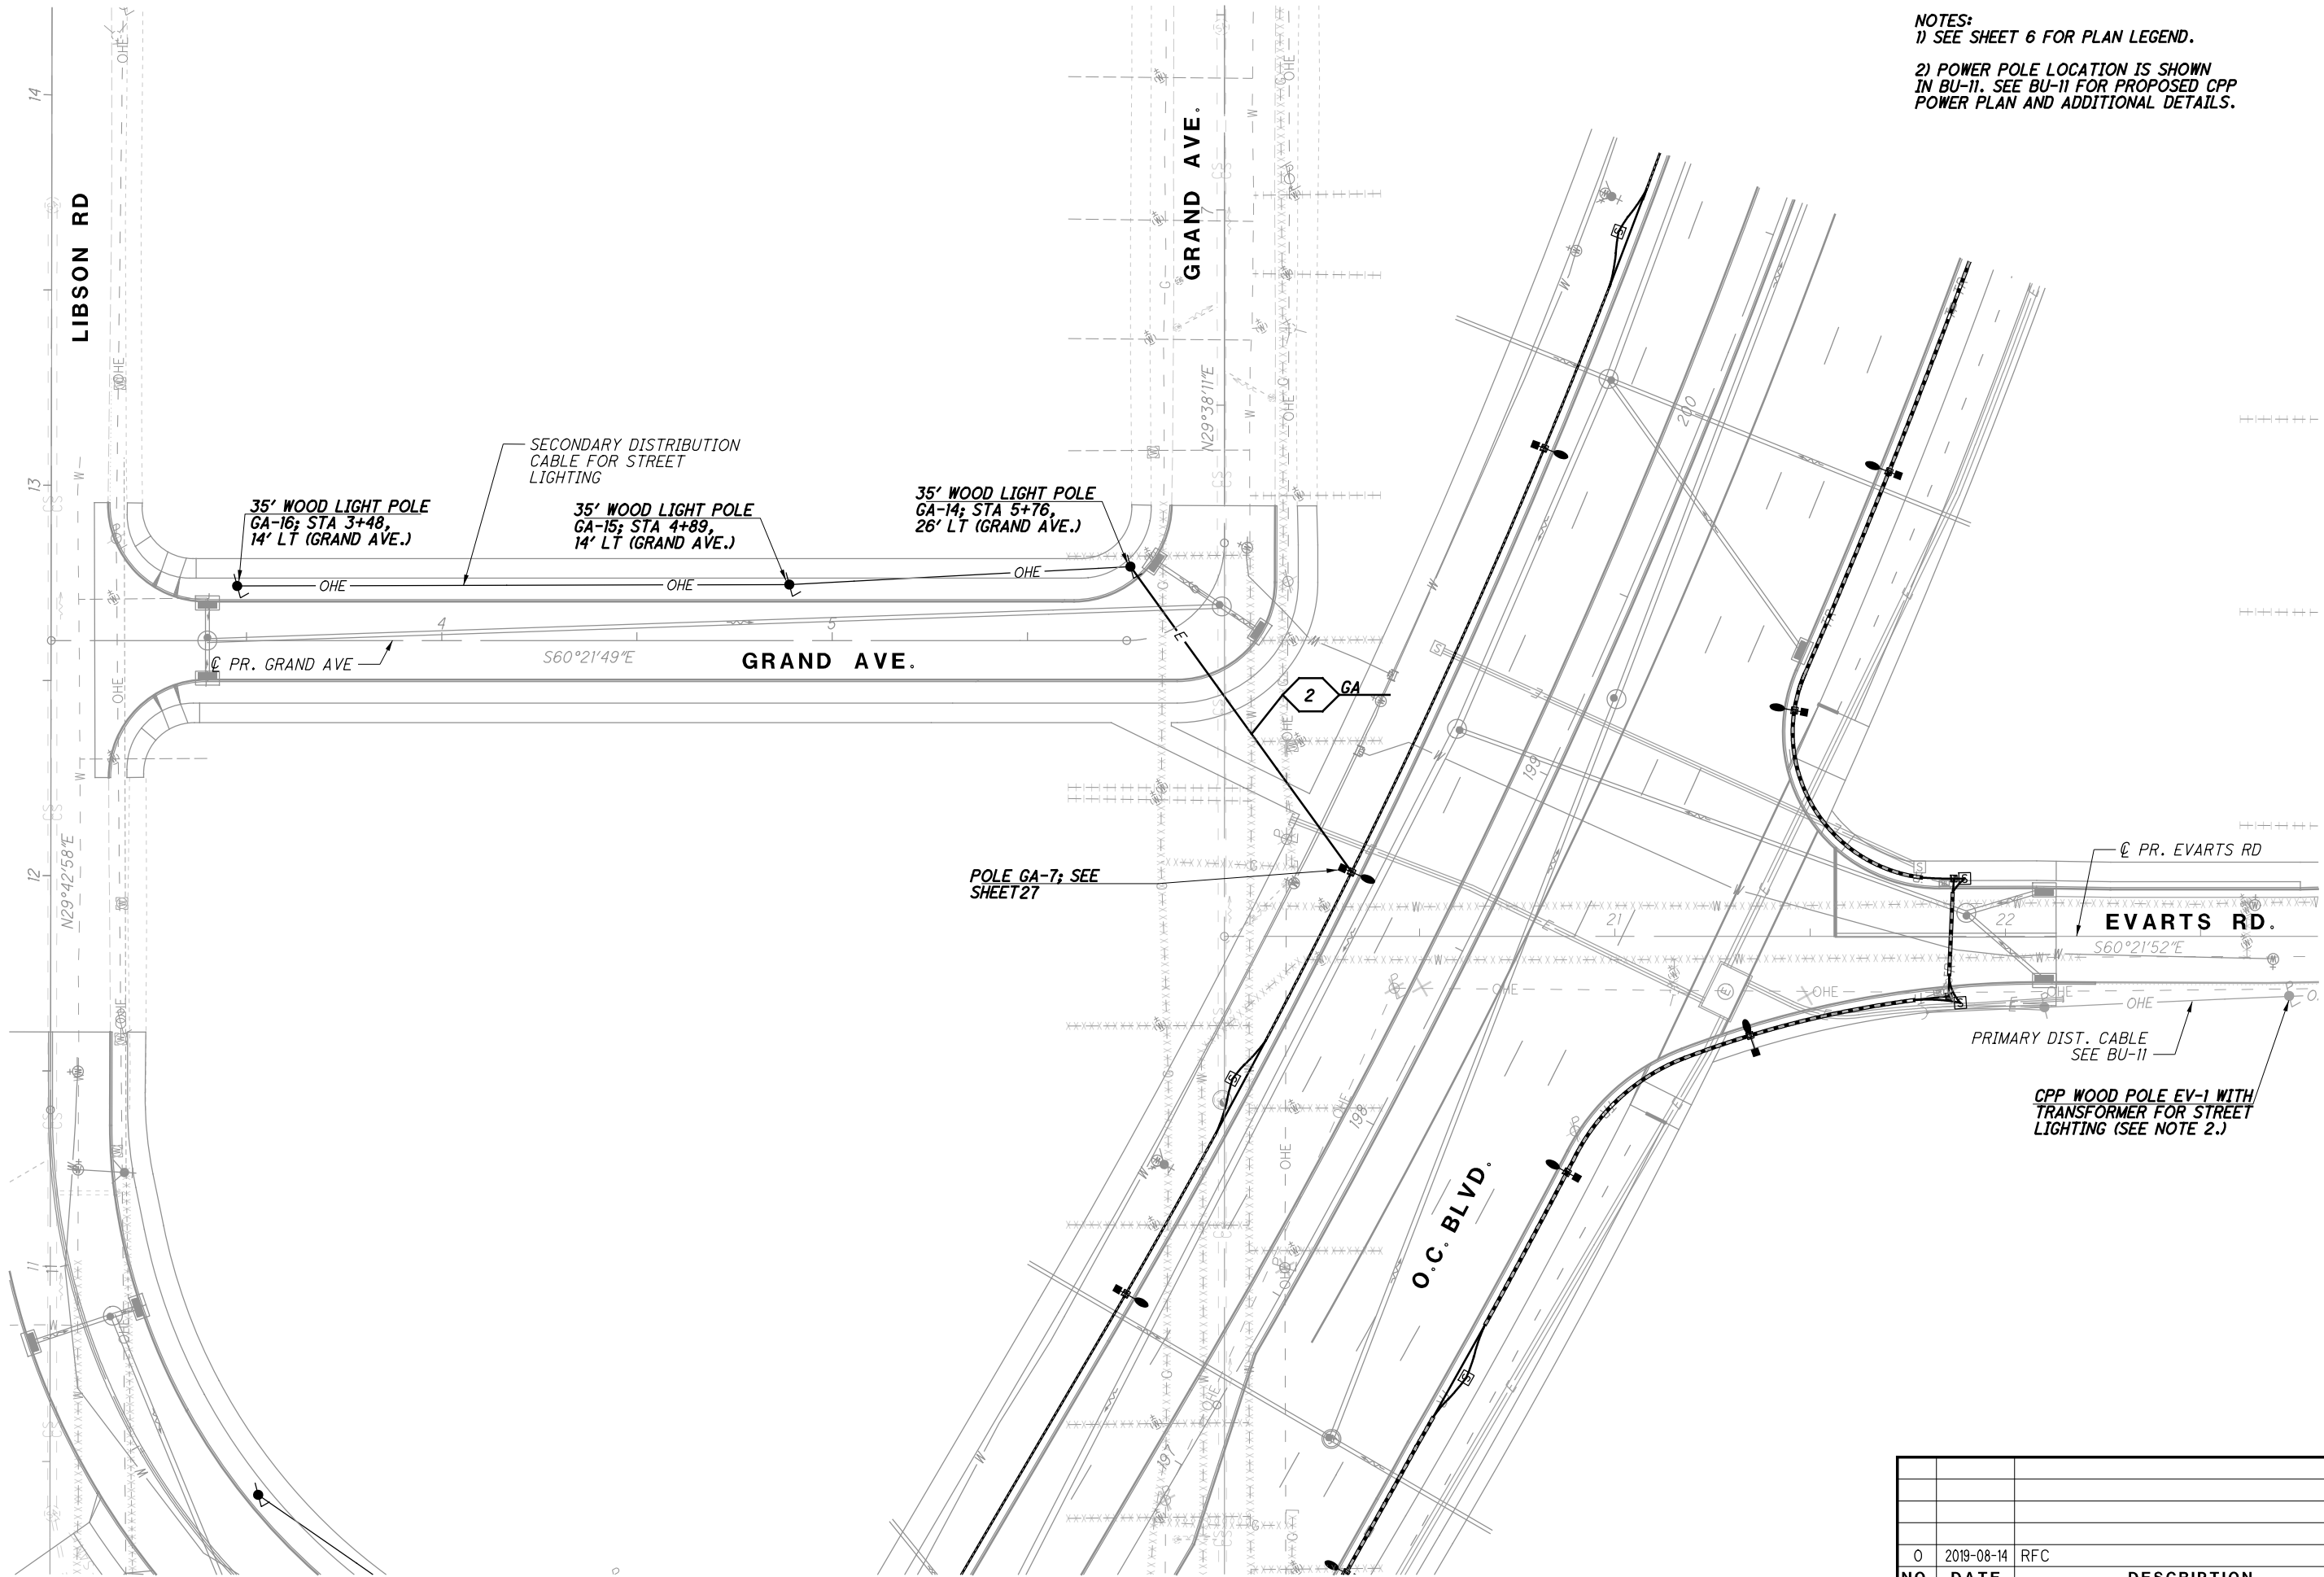 NOTES:
1) SEE SHEET 6 FOR PLAN LEGEND.
2) POWER POLE LOCATION IS SHOWN
IN BU-11. SEE BU-11 FOR PROPOSED CPP
POWER PLAN AND ADDITIONAL DETAILS.
14
LIBSON RD
GRAND AVE.
7
N29°38'11"E
200
SECONDARY DISTRIBUTION
CABLE FOR STREET
LIGHTING
13
35' WOOD LIGHT POLE
GA-16; STA 3+48,
14' LT (GRAND AVE.)
35' WOOD LIGHT POLE
GA-15; STA 4+89,
14' LT (GRAND AVE.)
35' WOOD LIGHT POLE
GA-14; STA 5+76,
26' LT (GRAND AVE.)
OHE
OHE
OHE
E
4
5
℄ PR. GRAND AVE
S60°21'49"E
GRAND AVE.
2
GA
199
12
N29°42'58"E
POLE GA-7; SEE
SHEET27
℄ PR. EVARTS RD
21
22
EVARTS RD.
S60°21'52"E
OHE
OHE
OHE
OHE
PRIMARY DIST. CABLE
SEE BU-11
CPP WOOD POLE EV-1 WITH
TRANSFORMER FOR STREET
LIGHTING (SEE NOTE 2.)
198
O.C. BLVD.
11
197
0 2019-08-14 RFC
NO. DATE DESCRIPTION